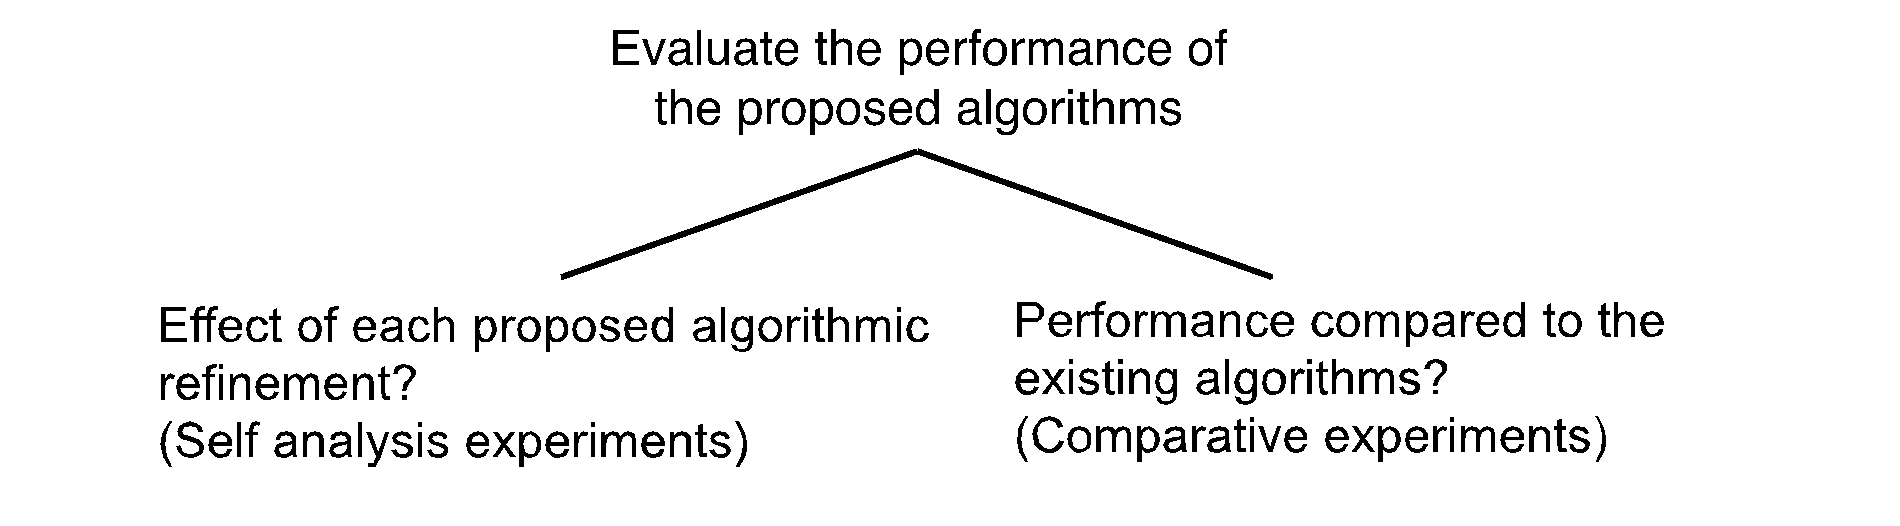 Evaluate the performance of
the proposed algorithms
Effect of each proposed algorithmic
refinement?
(Self analysis experiments)
Performance compared to the
existing algorithms?
(Comparative experiments)